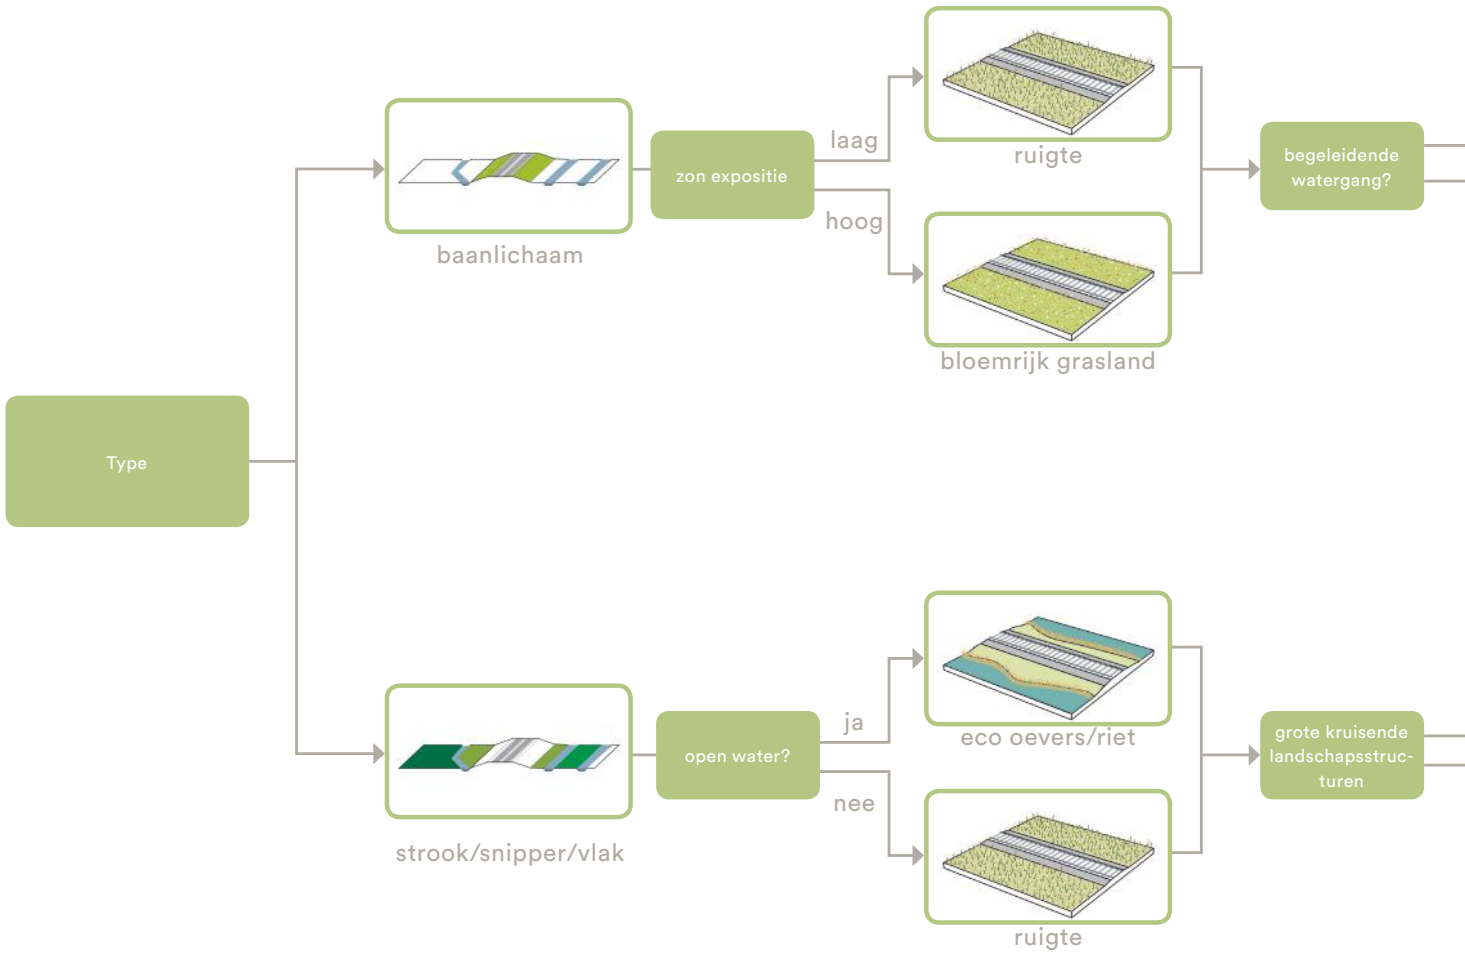 Type
baanlichaam
zon expositie
laag
hoog
ruigte
bloemrijk grasland
begeleidende
watergang?
strook/snipper/vlak
open water?
ja
nee
eco oevers/riet
ruigte
grote kruisende
landschapsstruc-
turen